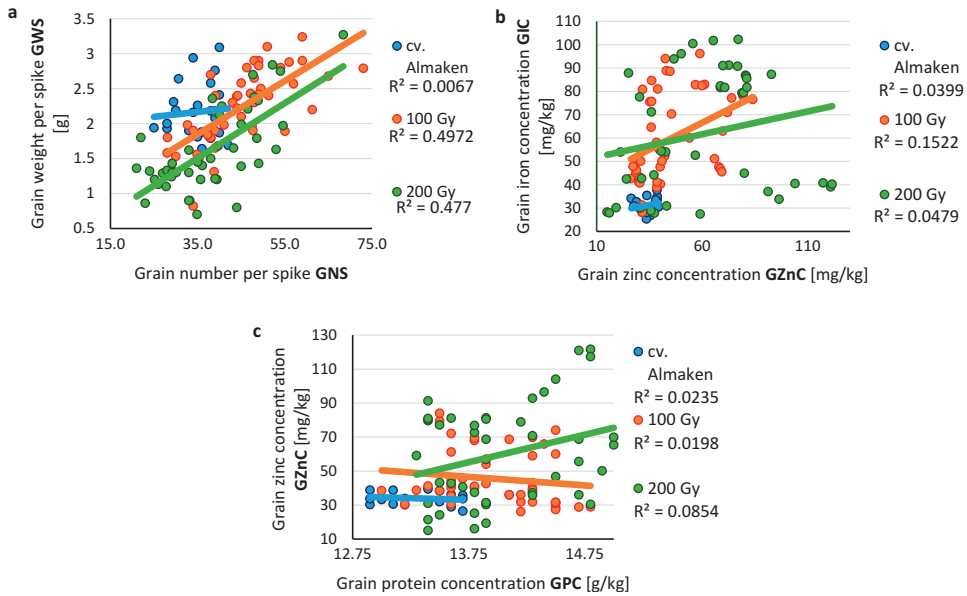 a
Grain weight per spike GWS
[g]
3.5
3.0
2.5
2.0
1.5
1.0
0.5
15.0
35.0
55.0
75.0
Grain number per spike GNS
cv.
Almaken
R² = 0.0067
100 Gy
R² = 0.4972
200 Gy
R² = 0.477
b
Grain iron concentration GIC
[mg/kg]
110
100
90
80
70
60
50
40
30
20
10
60
110
Grain zinc concentration GZnC [mg/kg]
cv.
Almaken
R² = 0.0399
100 Gy
R² = 0.1522
200 Gy
R² = 0.0479
c
Grain zinc concentration
GZnC [mg/kg]
130
110
90
70
50
30
10
12.75
13.75
14.75
Grain protein concentration GPC [g/kg]
cv.
Almaken
R² = 0.0235
100 Gy
R² = 0.0198
200 Gy
R² = 0.0854